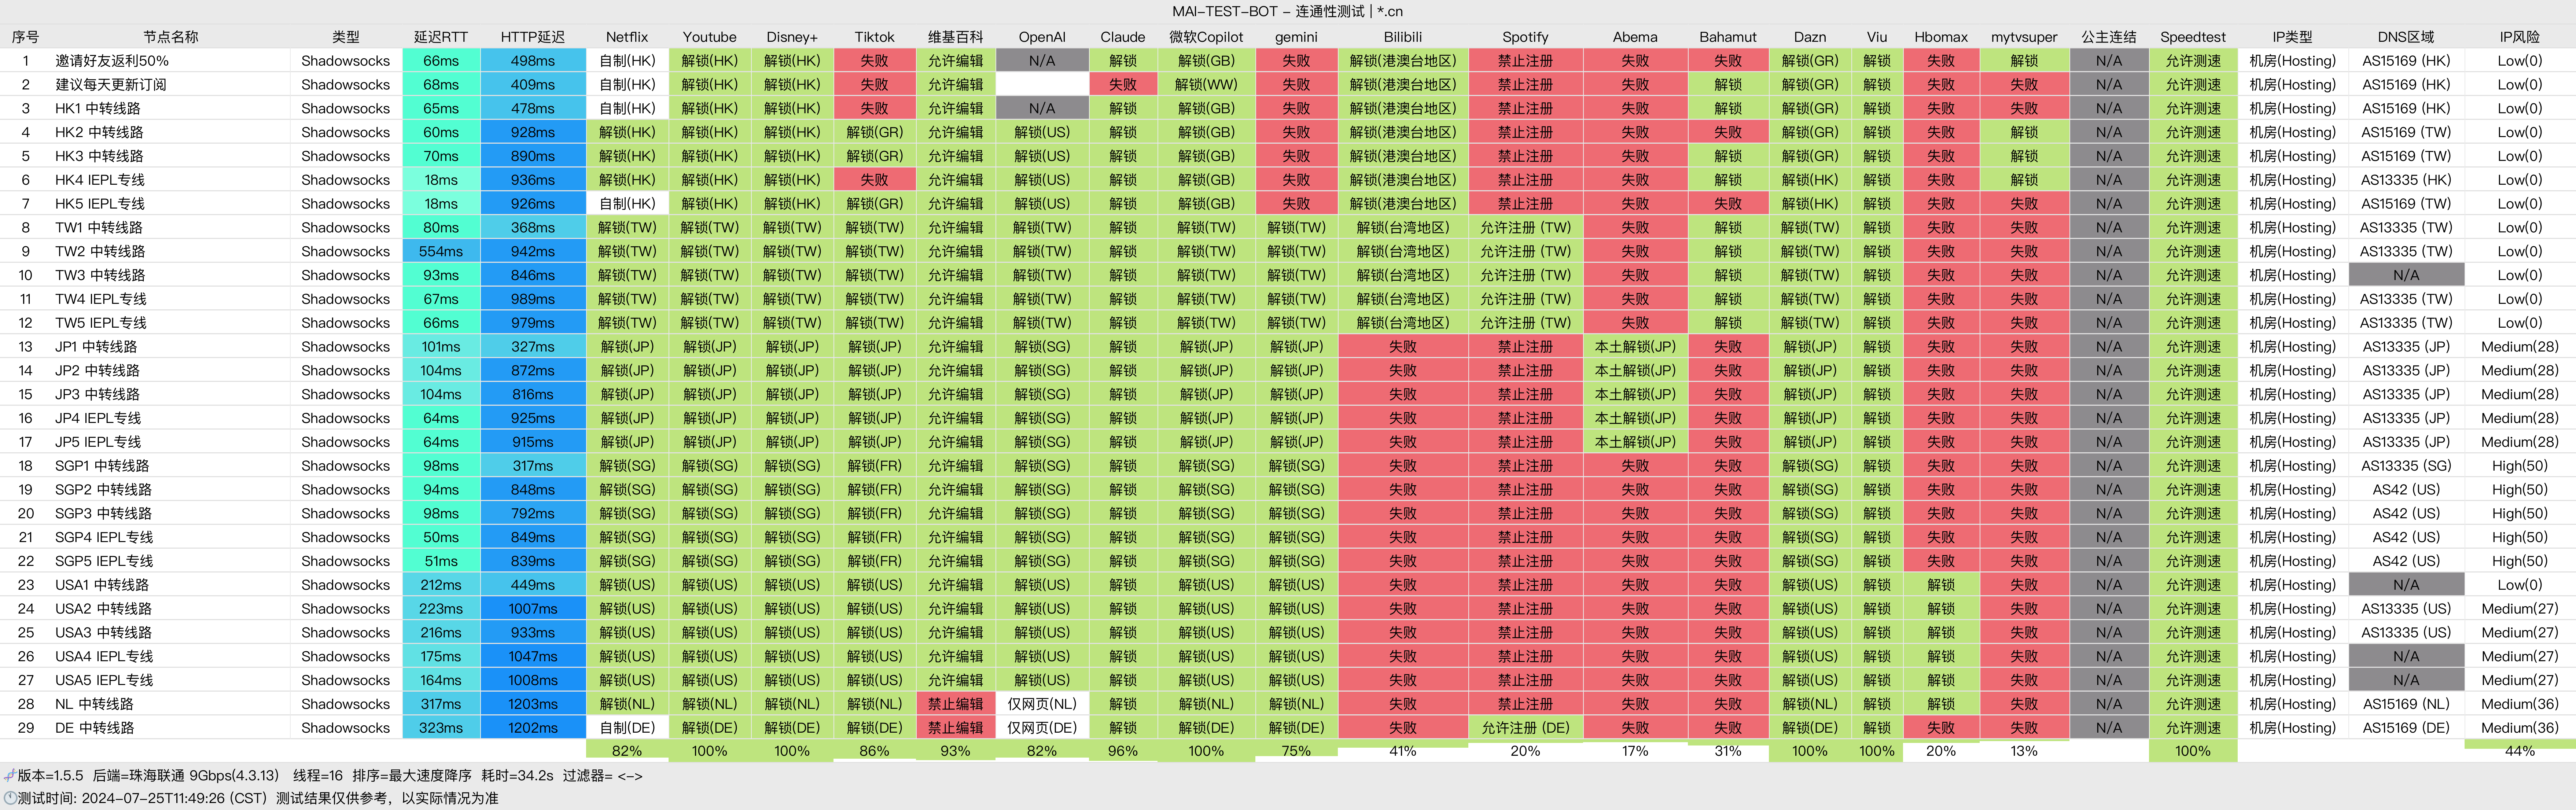 MAI-TEST-BOT - 连通性测试 | *.cn
序号 节点名称 类型 延迟RTT HTTP延迟 Netflix Youtube Disney+ Tiktok 维基百科 OpenAI Claude 微软Copilot gemini Bilibili Spotify Abema Bahamut Dazn Viu Hbomax mytvsuper 公主连结 Speedtest IP类型 DNS区域 IP风险
1 邀请好友返利50% Shadowsocks 66ms 498ms 自制(HK) 解锁(HK) 解锁(HK) 失败 允许编辑 N/A 解锁 解锁(GB) 失败 解锁(港澳台地区) 禁止注册 失败 失败 解锁(GR) 解锁 失败 解锁 N/A 允许测速 机房(Hosting) AS15169 (HK) Low(0)
2 建议每天更新订阅 Shadowsocks 68ms 409ms 自制(HK) 解锁(HK) 解锁(HK) 失败 允许编辑 失败 解锁(WW) 失败 解锁(港澳台地区) 禁止注册 失败 解锁 解锁(GR) 解锁 失败 失败 N/A 允许测速 机房(Hosting) AS15169 (HK) Low(0)
3 HK1 中转线路 Shadowsocks 65ms 478ms 自制(HK) 解锁(HK) 解锁(HK) 失败 允许编辑 N/A 解锁 解锁(GB) 失败 解锁(港澳台地区) 禁止注册 失败 解锁 解锁(GR) 解锁 失败 失败 N/A 允许测速 机房(Hosting) AS15169 (HK) Low(0)
4 HK2 中转线路 Shadowsocks 60ms 928ms 解锁(HK) 解锁(HK) 解锁(HK) 解锁(GR) 允许编辑 解锁(US) 解锁 解锁(GB) 失败 解锁(港澳台地区) 禁止注册 失败 失败 解锁(GR) 解锁 失败 解锁 N/A 允许测速 机房(Hosting) AS15169 (TW) Low(0)
5 HK3 中转线路 Shadowsocks 70ms 890ms 解锁(HK) 解锁(HK) 解锁(HK) 解锁(GR) 允许编辑 解锁(US) 解锁 解锁(GB) 失败 解锁(港澳台地区) 禁止注册 失败 解锁 解锁(GR) 解锁 失败 解锁 N/A 允许测速 机房(Hosting) AS15169 (TW) Low(0)
6 HK4 IEPL专线 Shadowsocks 18ms 936ms 解锁(HK) 解锁(HK) 解锁(HK) 失败 允许编辑 解锁(US) 解锁 解锁(GB) 失败 解锁(港澳台地区) 禁止注册 失败 解锁 解锁(HK) 解锁 失败 解锁 N/A 允许测速 机房(Hosting) AS13335 (HK) Low(0)
7 HK5 IEPL专线 Shadowsocks 18ms 926ms 自制(HK) 解锁(HK) 解锁(HK) 解锁(GR) 允许编辑 解锁(US) 解锁 解锁(GB) 失败 解锁(港澳台地区) 禁止注册 失败 失败 解锁(HK) 解锁 失败 失败 N/A 允许测速 机房(Hosting) AS15169 (TW) Low(0)
8 TW1 中转线路 Shadowsocks 80ms 368ms 解锁(TW) 解锁(TW) 解锁(TW) 解锁(TW) 允许编辑 解锁(TW) 解锁 解锁(TW) 解锁(TW) 解锁(台湾地区) 允许注册 (TW) 失败 解锁 解锁(TW) 解锁 失败 失败 N/A 允许测速 机房(Hosting) AS13335 (TW) Low(0)
9 TW2 中转线路 Shadowsocks 554ms 942ms 解锁(TW) 解锁(TW) 解锁(TW) 解锁(TW) 允许编辑 解锁(TW) 解锁 解锁(TW) 解锁(TW) 解锁(台湾地区) 允许注册 (TW) 失败 解锁 解锁(TW) 解锁 失败 失败 N/A 允许测速 机房(Hosting) AS13335 (TW) Low(0)
10 TW3 中转线路 Shadowsocks 93ms 846ms 解锁(TW) 解锁(TW) 解锁(TW) 解锁(TW) 允许编辑 解锁(TW) 解锁 解锁(TW) 解锁(TW) 解锁(台湾地区) 允许注册 (TW) 失败 解锁 解锁(TW) 解锁 失败 失败 N/A 允许测速 机房(Hosting) N/A Low(0)
11 TW4 IEPL专线 Shadowsocks 67ms 989ms 解锁(TW) 解锁(TW) 解锁(TW) 解锁(TW) 允许编辑 解锁(TW) 解锁 解锁(TW) 解锁(TW) 解锁(台湾地区) 允许注册 (TW) 失败 解锁 解锁(TW) 解锁 失败 失败 N/A 允许测速 机房(Hosting) AS13335 (TW) Low(0)
12 TW5 IEPL专线 Shadowsocks 66ms 979ms 解锁(TW) 解锁(TW) 解锁(TW) 解锁(TW) 允许编辑 解锁(TW) 解锁 解锁(TW) 解锁(TW) 解锁(台湾地区) 允许注册 (TW) 失败 解锁 解锁(TW) 解锁 失败 失败 N/A 允许测速 机房(Hosting) AS13335 (TW) Low(0)
13 JP1 中转线路 Shadowsocks 101ms 327ms 解锁(JP) 解锁(JP) 解锁(JP) 解锁(JP) 允许编辑 解锁(SG) 解锁 解锁(JP) 解锁(JP) 失败 禁止注册 本土解锁(JP) 失败 解锁(JP) 解锁 失败 失败 N/A 允许测速 机房(Hosting) AS13335 (JP) Medium(28)
14 JP2 中转线路 Shadowsocks 104ms 872ms 解锁(JP) 解锁(JP) 解锁(JP) 解锁(JP) 允许编辑 解锁(SG) 解锁 解锁(JP) 解锁(JP) 失败 禁止注册 本土解锁(JP) 失败 解锁(JP) 解锁 失败 失败 N/A 允许测速 机房(Hosting) AS13335 (JP) Medium(28)
15 JP3 中转线路 Shadowsocks 104ms 816ms 解锁(JP) 解锁(JP) 解锁(JP) 解锁(JP) 允许编辑 解锁(SG) 解锁 解锁(JP) 解锁(JP) 失败 禁止注册 本土解锁(JP) 失败 解锁(JP) 解锁 失败 失败 N/A 允许测速 机房(Hosting) AS13335 (JP) Medium(28)
16 JP4 IEPL专线 Shadowsocks 64ms 925ms 解锁(JP) 解锁(JP) 解锁(JP) 解锁(JP) 允许编辑 解锁(SG) 解锁 解锁(JP) 解锁(JP) 失败 禁止注册 本土解锁(JP) 失败 解锁(JP) 解锁 失败 失败 N/A 允许测速 机房(Hosting) AS13335 (JP) Medium(28)
17 JP5 IEPL专线 Shadowsocks 64ms 915ms 解锁(JP) 解锁(JP) 解锁(JP) 解锁(JP) 允许编辑 解锁(SG) 解锁 解锁(JP) 解锁(JP) 失败 禁止注册 本土解锁(JP) 失败 解锁(JP) 解锁 失败 失败 N/A 允许测速 机房(Hosting) AS13335 (JP) Medium(28)
18 SGP1 中转线路 Shadowsocks 98ms 317ms 解锁(SG) 解锁(SG) 解锁(SG) 解锁(FR) 允许编辑 解锁(SG) 解锁 解锁(SG) 解锁(SG) 失败 禁止注册 失败 失败 解锁(SG) 解锁 失败 失败 N/A 允许测速 机房(Hosting) AS13335 (SG) High(50)
19 SGP2 中转线路 Shadowsocks 94ms 848ms 解锁(SG) 解锁(SG) 解锁(SG) 解锁(FR) 允许编辑 解锁(SG) 解锁 解锁(SG) 解锁(SG) 失败 禁止注册 失败 失败 解锁(SG) 解锁 失败 失败 N/A 允许测速 机房(Hosting) AS42 (US) High(50)
20 SGP3 中转线路 Shadowsocks 98ms 792ms 解锁(SG) 解锁(SG) 解锁(SG) 解锁(FR) 允许编辑 解锁(SG) 解锁 解锁(SG) 解锁(SG) 失败 禁止注册 失败 失败 解锁(SG) 解锁 失败 失败 N/A 允许测速 机房(Hosting) AS42 (US) High(50)
21 SGP4 IEPL专线 Shadowsocks 50ms 849ms 解锁(SG) 解锁(SG) 解锁(SG) 解锁(FR) 允许编辑 解锁(SG) 解锁 解锁(SG) 解锁(SG) 失败 禁止注册 失败 失败 解锁(SG) 解锁 失败 失败 N/A 允许测速 机房(Hosting) AS42 (US) High(50)
22 SGP5 IEPL专线 Shadowsocks 51ms 839ms 解锁(SG) 解锁(SG) 解锁(SG) 解锁(FR) 允许编辑 解锁(SG) 解锁 解锁(SG) 解锁(SG) 失败 禁止注册 失败 失败 解锁(SG) 解锁 失败 失败 N/A 允许测速 机房(Hosting) AS42 (US) High(50)
23 USA1 中转线路 Shadowsocks 212ms 449ms 解锁(US) 解锁(US) 解锁(US) 解锁(US) 允许编辑 解锁(US) 解锁 解锁(US) 解锁(US) 失败 禁止注册 失败 失败 解锁(US) 解锁 解锁 失败 N/A 允许测速 机房(Hosting) N/A Low(0)
24 USA2 中转线路 Shadowsocks 223ms 1007ms 解锁(US) 解锁(US) 解锁(US) 解锁(US) 允许编辑 解锁(US) 解锁 解锁(US) 解锁(US) 失败 禁止注册 失败 失败 解锁(US) 解锁 解锁 失败 N/A 允许测速 机房(Hosting) AS13335 (US) Medium(27)
25 USA3 中转线路 Shadowsocks 216ms 933ms 解锁(US) 解锁(US) 解锁(US) 解锁(US) 允许编辑 解锁(US) 解锁 解锁(US) 解锁(US) 失败 禁止注册 失败 失败 解锁(US) 解锁 解锁 失败 N/A 允许测速 机房(Hosting) AS13335 (US) Medium(27)
26 USA4 IEPL专线 Shadowsocks 175ms 1047ms 解锁(US) 解锁(US) 解锁(US) 解锁(US) 允许编辑 解锁(US) 解锁 解锁(US) 解锁(US) 失败 禁止注册 失败 失败 解锁(US) 解锁 解锁 失败 N/A 允许测速 机房(Hosting) N/A Medium(27)
27 USA5 IEPL专线 Shadowsocks 164ms 1008ms 解锁(US) 解锁(US) 解锁(US) 解锁(US) 允许编辑 解锁(US) 解锁 解锁(US) 解锁(US) 失败 禁止注册 失败 失败 解锁(US) 解锁 解锁 失败 N/A 允许测速 机房(Hosting) N/A Medium(27)
28 NL 中转线路 Shadowsocks 317ms 1203ms 解锁(NL) 解锁(NL) 解锁(NL) 解锁(NL) 禁止编辑 仅网页(NL) 解锁 解锁(NL) 解锁(NL) 失败 禁止注册 失败 失败 解锁(NL) 解锁 解锁 失败 N/A 允许测速 机房(Hosting) AS15169 (NL) Medium(36)
29 DE 中转线路 Shadowsocks 323ms 1202ms 自制(DE) 解锁(DE) 解锁(DE) 解锁(DE) 禁止编辑 仅网页(DE) 解锁 解锁(DE) 解锁(DE) 失败 允许注册 (DE) 失败 失败 解锁(DE) 解锁 失败 失败 N/A 允许测速 机房(Hosting) AS15169 (DE) Medium(36)
82% 100% 100% 86% 93% 82% 96% 100% 75% 41% 20% 17% 31% 100% 100% 20% 13% 100% 44%
版本=1.5.5 后端=珠海联通 9Gbps(4.3.13) 线程=16 排序=最大速度降序 耗时=34.2s 过滤器= <->
测试时间: 2024-07-25T11:49:26 (CST) 测试结果仅供参考，以实际情况为准